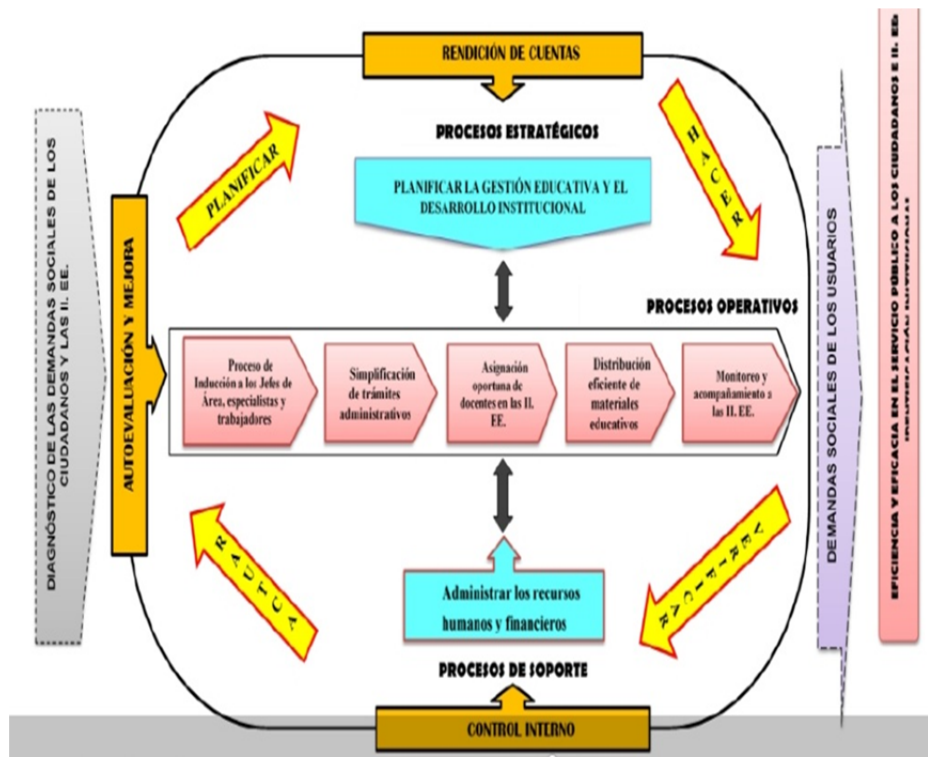 RENDICIÓN DE CUENTAS
PROCESOS ESTRATÉGICOS
PLANIFICAR LA GESTIÓN EDUCATIVA Y EL
DESARROLLO INSTITUCIONAL
PLANIFICAR
HACER
DIAGNÓSTICO DE LAS DEMANDAS SOCIALES DE LOS
CIUDADANOS Y LAS II. EE.
AUTOEVALUACIÓN Y MEJORA
PROCESOS OPERATIVOS
Proceso de
Inducción a los Jefes de
Área, especialistas y
trabajadores
Simplificación
de trámites
administrativos
Asignación
oportuna de
docentes en las II.
EE.
Distribución
eficiente de
materiales
educativos
Monitoreo y
acompañamiento a
las II. EE.
DEMANDAS SOCIALES DE LOS USUARIOS
EFICIENCIA Y EFICACIA EN EL SERVICIO PÚBLICO A LOS CIUDADANOS E II. EE.
ACTUAR
VERIFICAR
Administrar los recursos
humanos y financieros
PROCESOS DE SOPORTE
CONTROL INTERNO